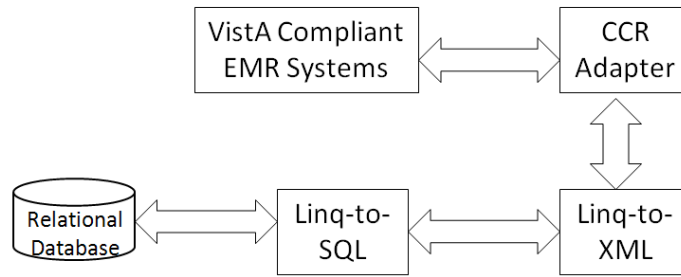 VistA Compliant
EMR Systems
CCR
Adapter
Relational
Database
Linq-to-
SQL
Linq-to-
XML